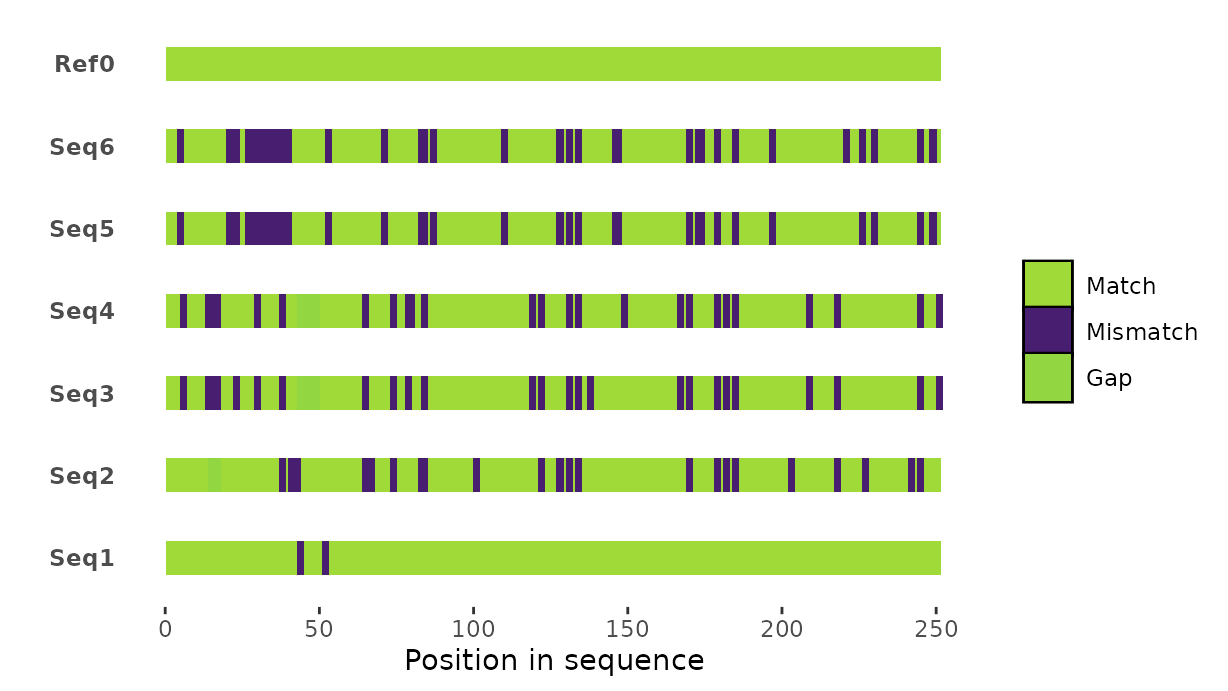 Ref0
Seq6
Seq5
Seq4
Seq3
Seq2
Seq1
0 50 100 150 200 250
Position in sequence
Match
Mismatch
Gap